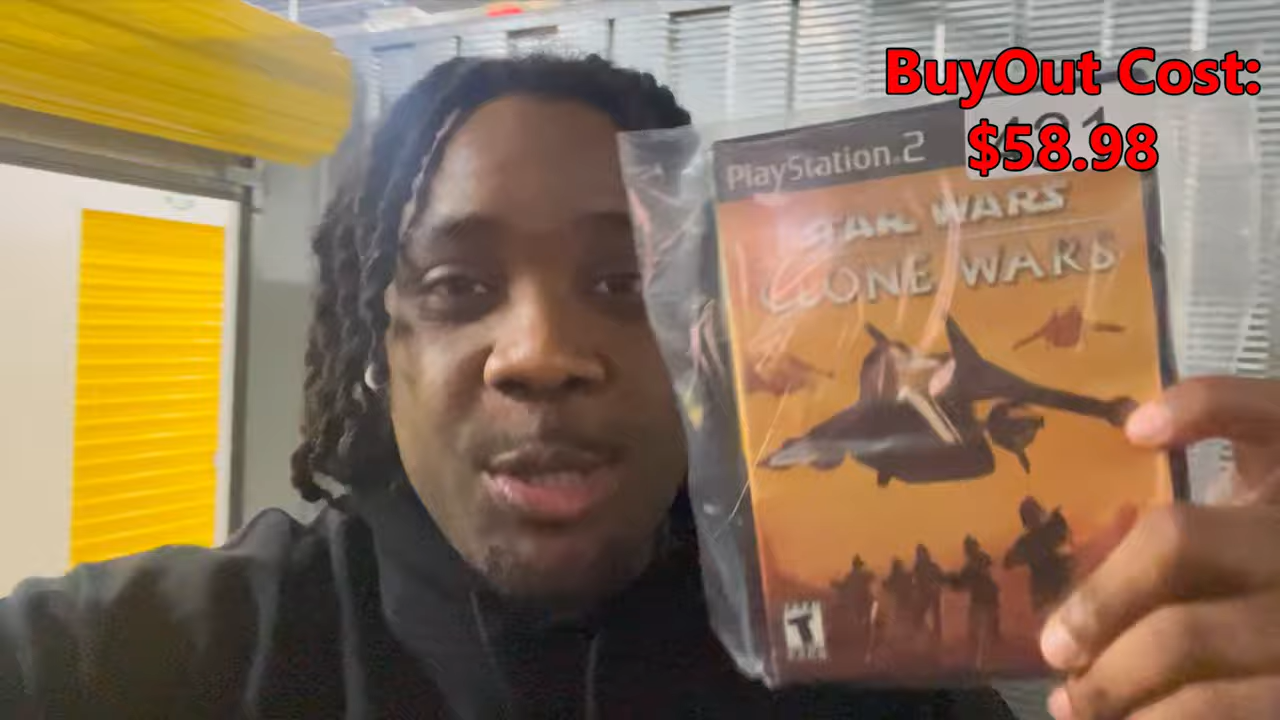 BuyOut Cost:
$58.98
PlayStation.2
STAR WARS
CLONE WARS
T